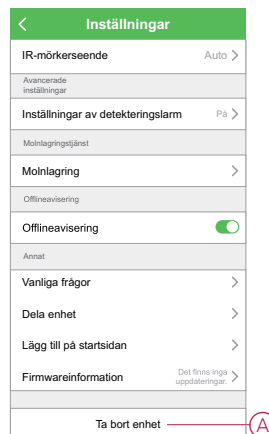 Inställningar
IR-mörkerseende Auto
Avancerade
inställningar
Inställningar av detekteringslarm På
Molnlagringstjänst
Molnlagring
Offlineavisering
Offlineavisering
Annat
Vanliga frågor
Dela enhet
Lägg till på startsidan
Firmwareinformation Det finns inga
uppdateringar.
Ta bort enhet A